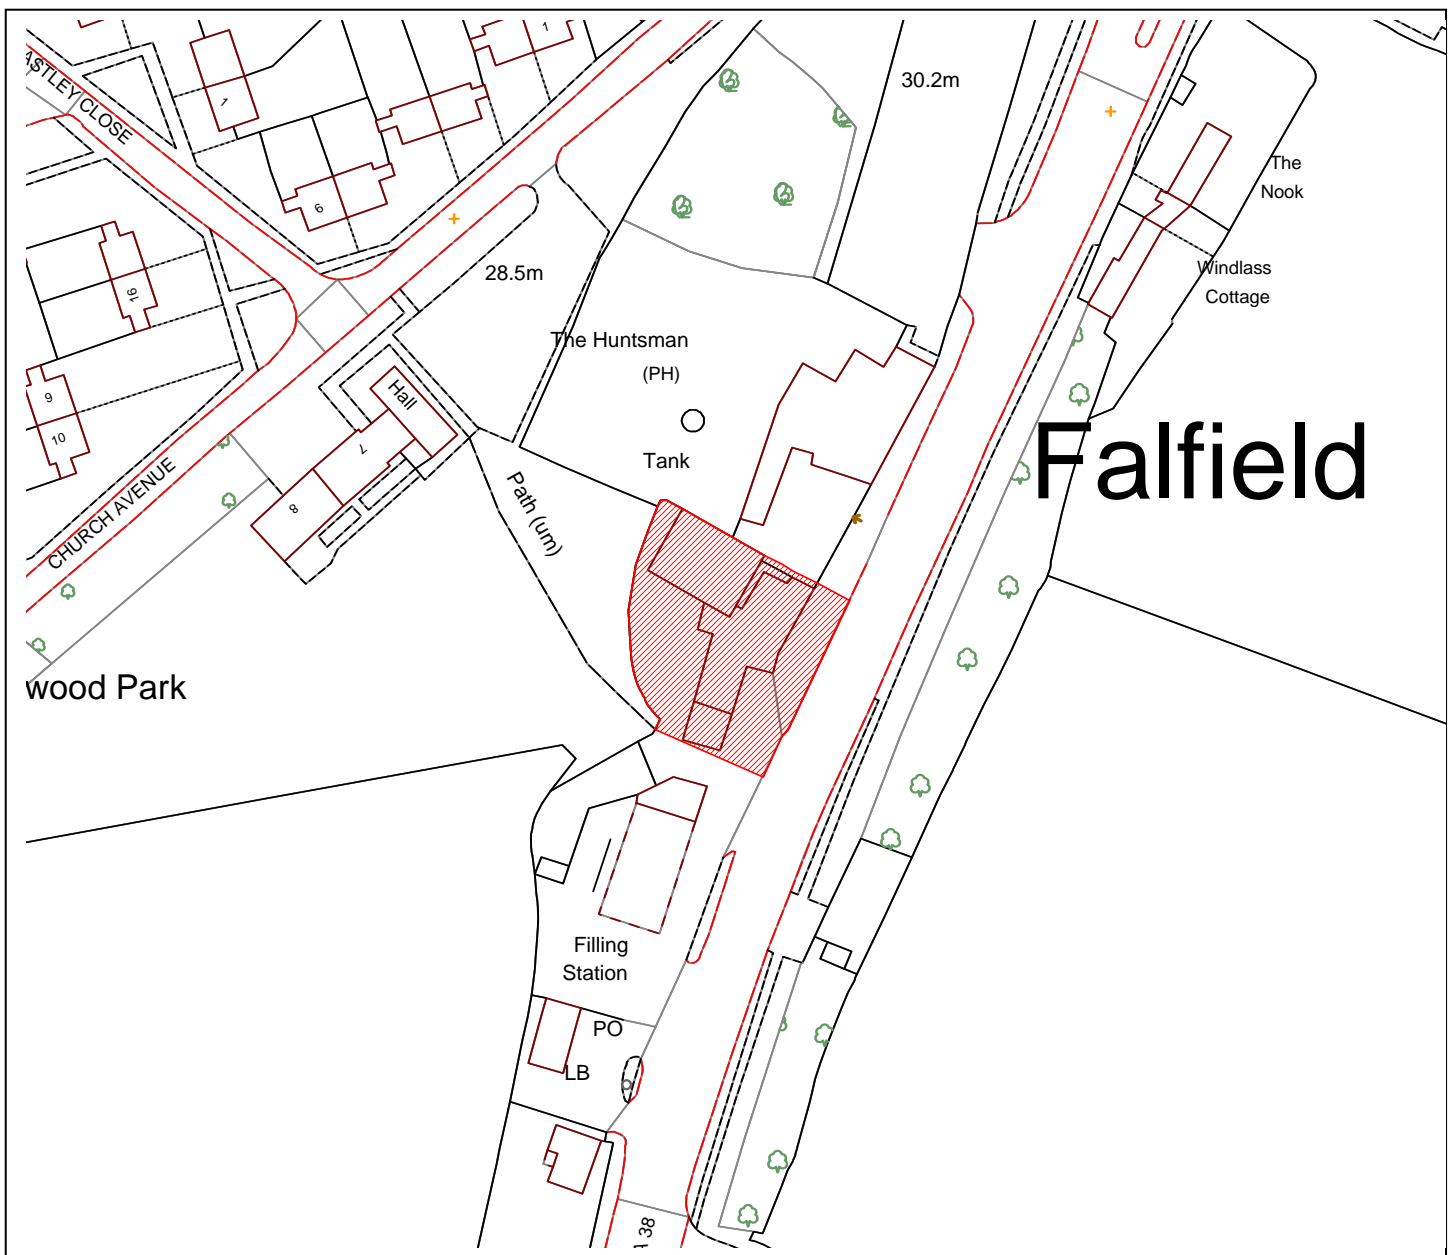 1
30.2m
ASTLEY CLOSE
1
The
Nook
6
28.5m
Windlass
Cottage
16
The Huntsman
(PH)
9
Hall
10
7
Falfield
Tank
Path (um)
CHURCH AVENUE
8
wood Park
Filling
Station
PO
LB
A 38